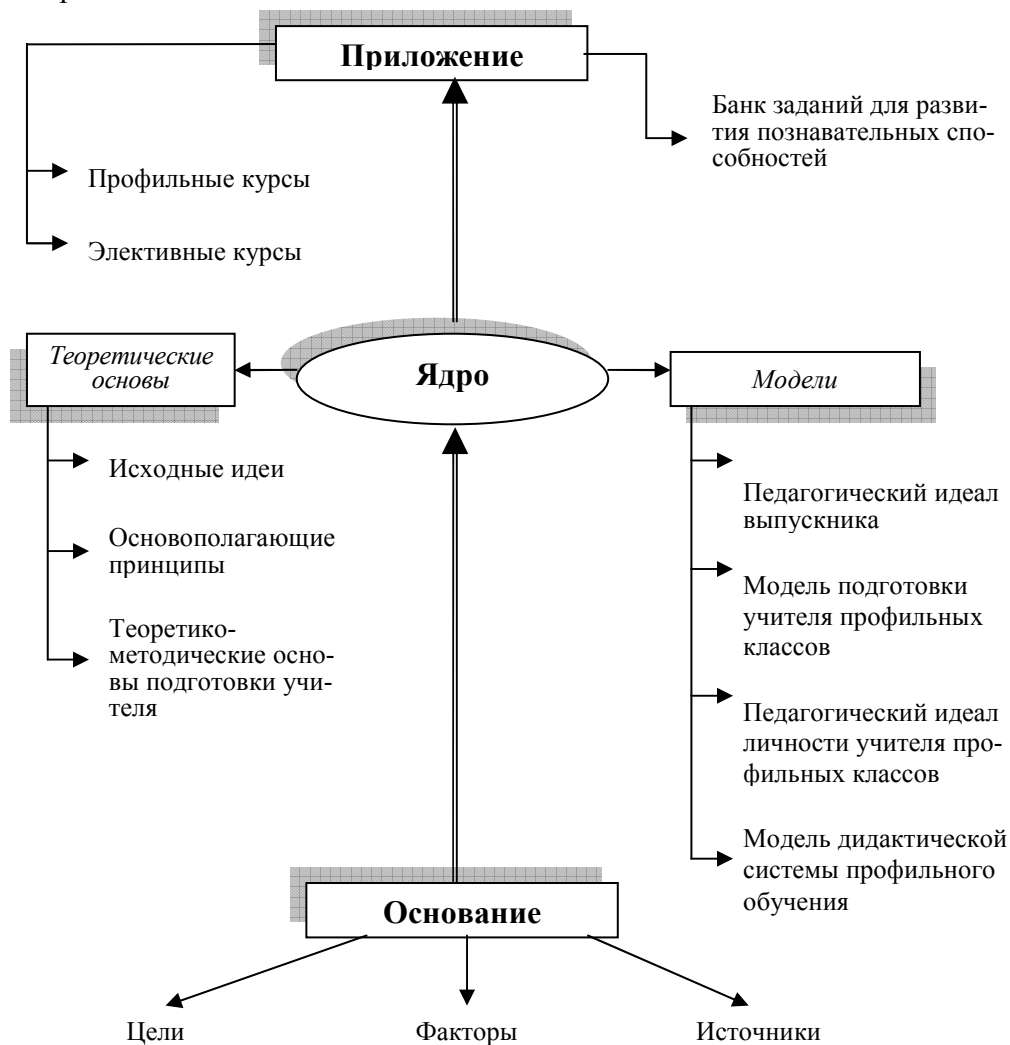 Приложение
Банк заданий для разви-
тия познавательных спо-
собностей
Профильные курсы
Элективные курсы
Теоретические
основы
Ядро
Модели
Исходные идеи
Основополагающие
принципы
Теоретико-
методические осно-
вы подготовки учи-
теля
Педагогический идеал
выпускника
Модель подготовки
учителя профильных
классов
Педагогический идеал
личности учителя про-
фильных классов
Модель дидактической
системы профильного
обучения
Основание
Цели
Факторы
Источники